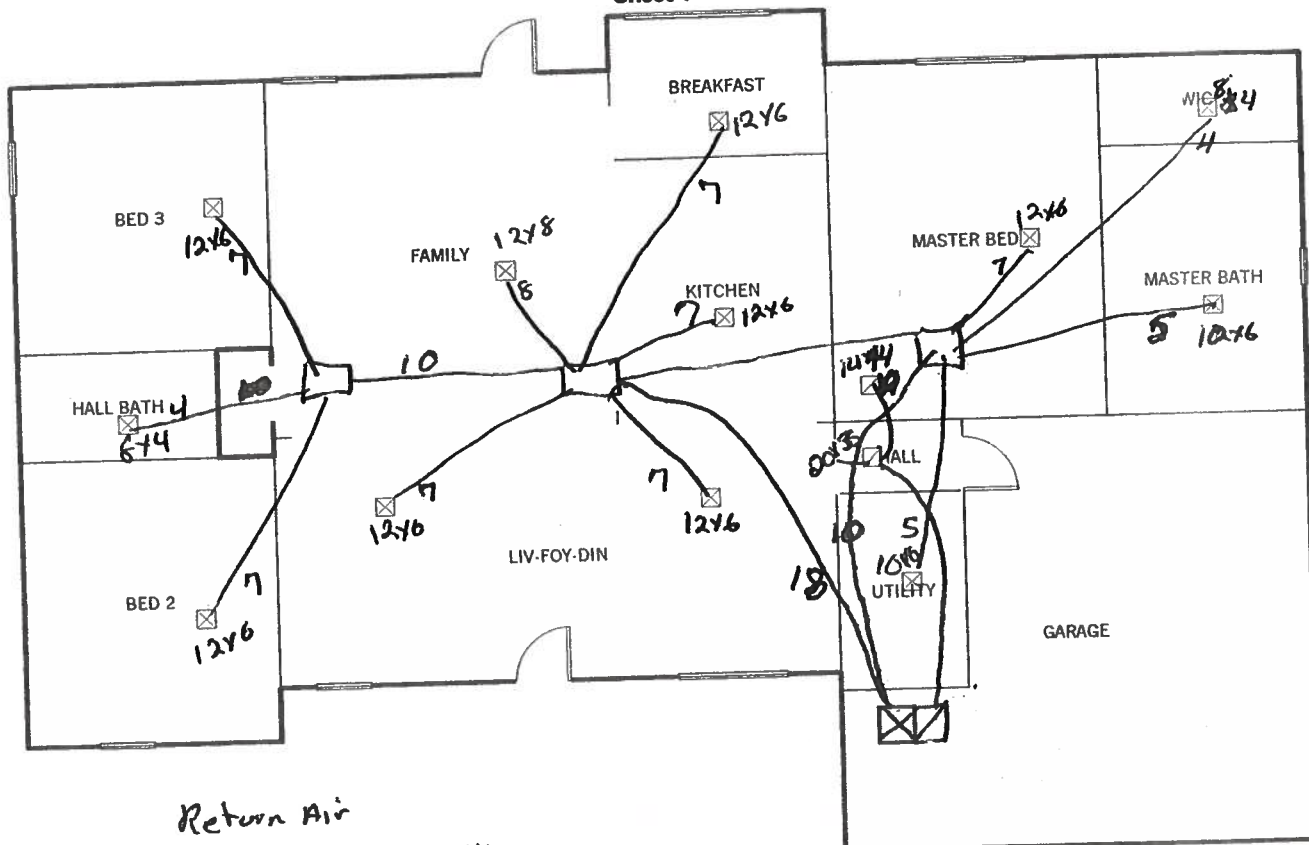 BREAKFAST
12x6
7
WIC
4
BED 3
12x6
7
FAMILY
12x8
8
KITCHEN
7
12x6
MASTER BED
12x6
7
MASTER BATH
5
10x6
10
HALL BATH
4
6x4
HALL
7
12x6
7
12x6
LIV-FOY-DIN
18
10
5
UTILITY
BED 2
7
12x6
GARAGE
Return Air